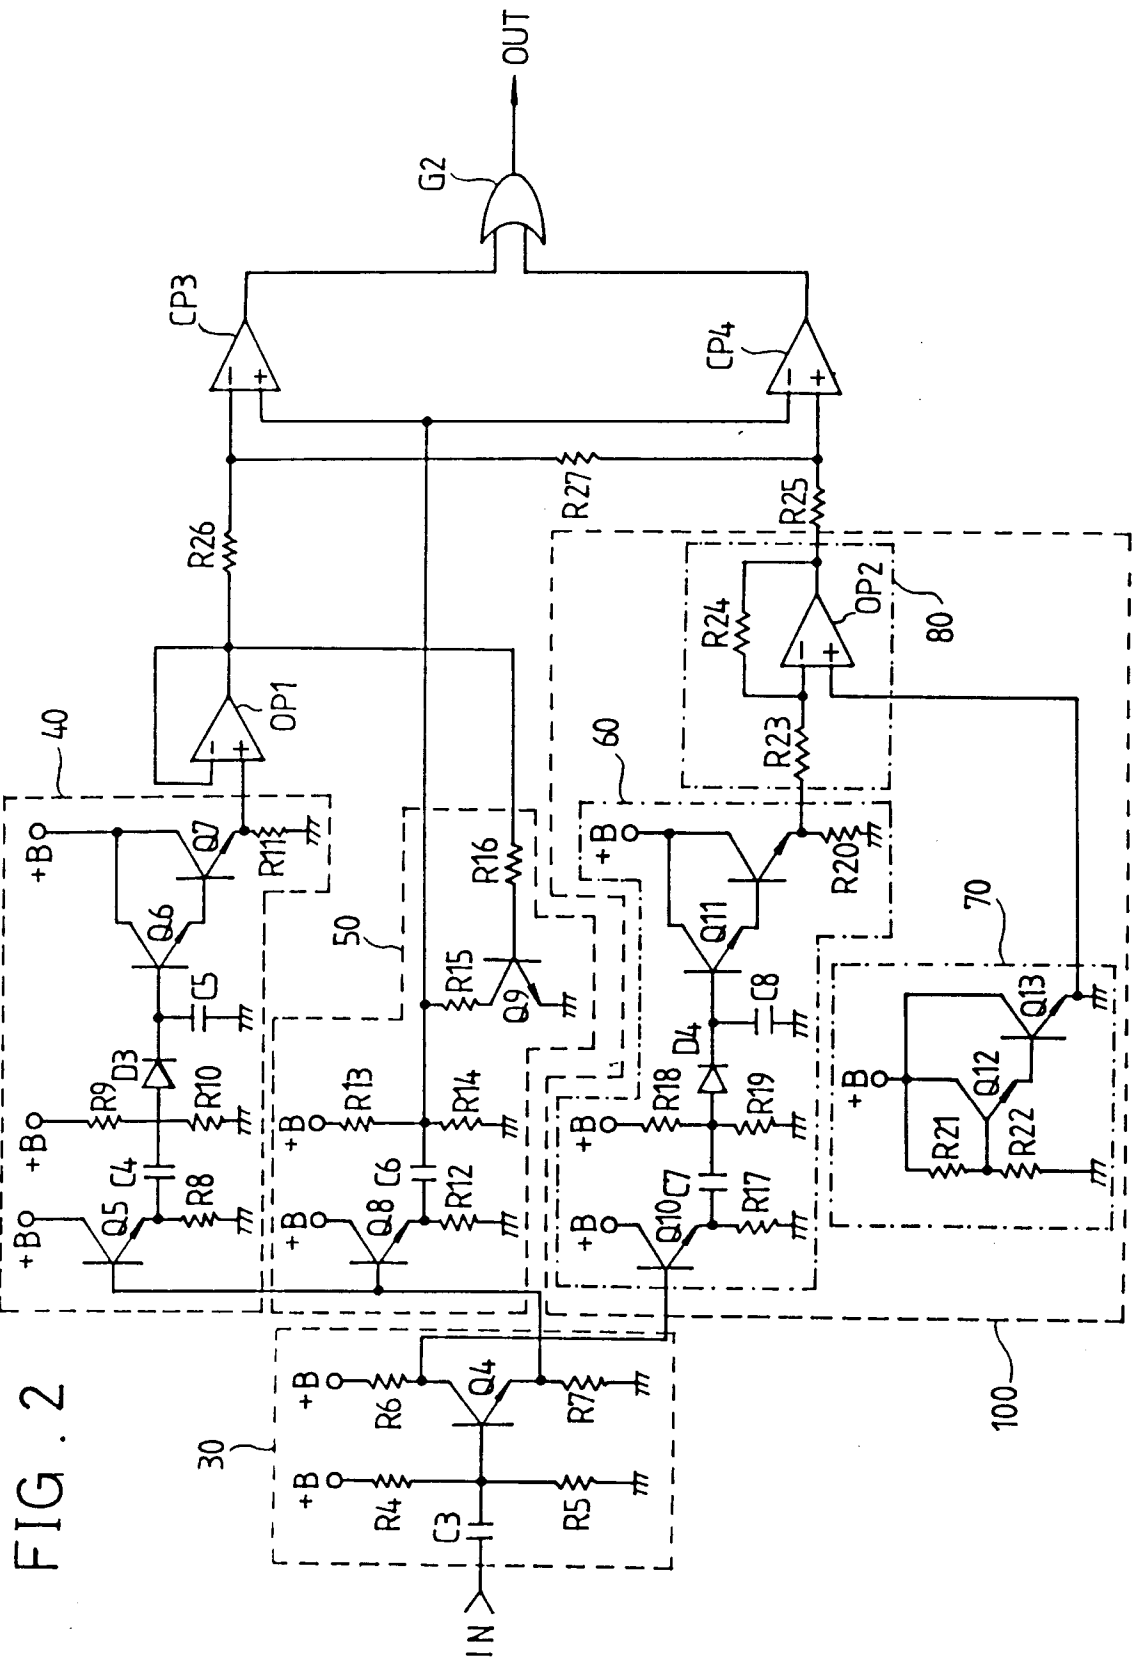 FIG. 2
IN
30
C3
+B
R4
R5
+B
R6
Q4
R7
40
+B
Q5
R8
C4
+B
R9
R10
D3
C5
Q6
+B
Q7
R11
OP1
−
+
50
+B
Q8
R12
C6
+B
R13
R14
R15
Q9
R16
100
60
+B
Q10
R17
C7
+B
R18
R19
D4
C8
Q11
+B
R20
70
+B
R21
R22
Q12
Q13
80
R23
R24
−
+
OP2
R25
R26
R27
CP3
−
+
CP4
−
+
G2
OUT